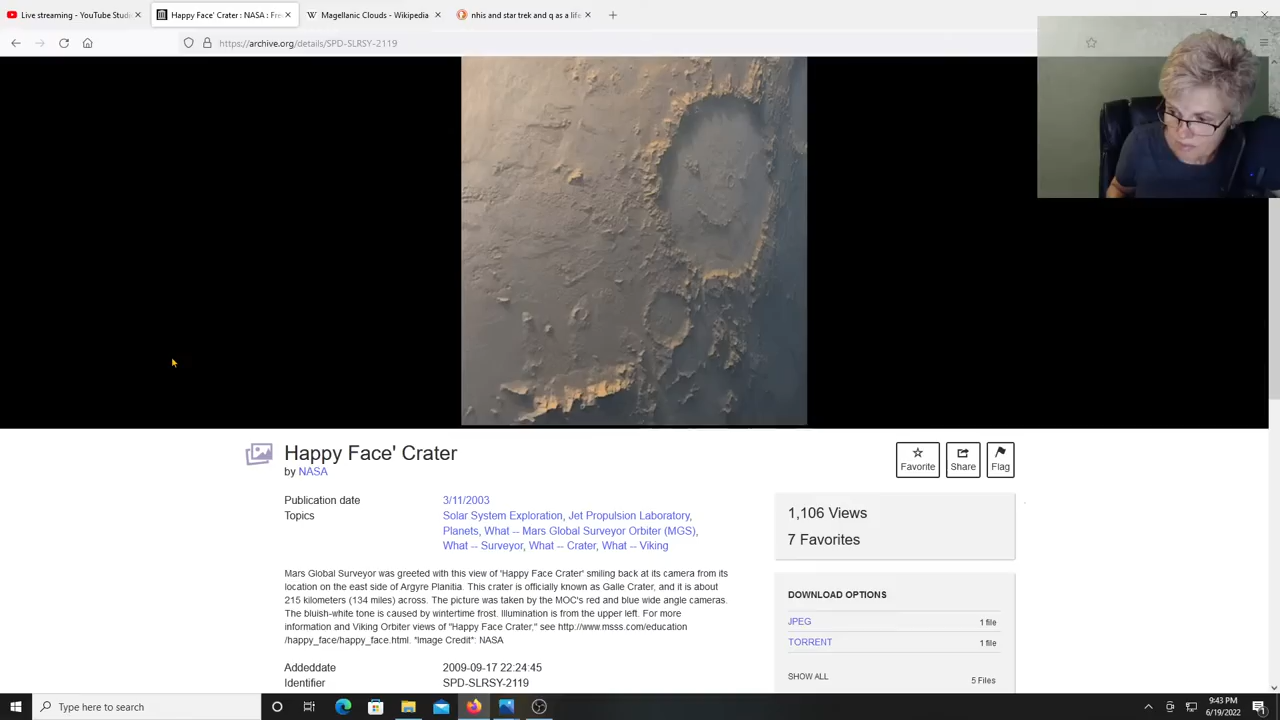 Live streaming - YouTube Studi
Happy Face' Crater : NASA : Fre
Magellanic Clouds - Wikipedia
nhis and star trek and q as a life
https://archive.org/details/SPD-SLRSY-2119
Happy Face' Crater
by NASA
Favorite
Share
Flag
Publication date 3/11/2003
Topics Solar System Exploration, Jet Propulsion Laboratory,
Planets, What -- Mars Global Surveyor Orbiter (MGS),
What -- Surveyor, What -- Crater, What -- Viking
1,106 Views
7 Favorites
Mars Global Surveyor was greeted with this view of 'Happy Face Crater' smiling back at its camera from its
location on the east side of Argyre Planitia. This crater is officially known as Galle Crater, and it is about
215 kilometers (134 miles) across. The picture was taken by the MOC's red and blue wide angle cameras.
The bluish-white tone is caused by wintertime frost. Illumination is from the upper left. For more
information and Viking Orbiter views of "Happy Face Crater," see http://www.msss.com/education
/happy_face/happy_face.html. *Image Credit*: NASA
DOWNLOAD OPTIONS
JPEG 1 file
TORRENT 1 file
SHOW ALL 5 Files
Addeddate 2009-09-17 22:24:45
Identifier SPD-SLRSY-2119
Type here to search
9:43 PM
6/19/2022